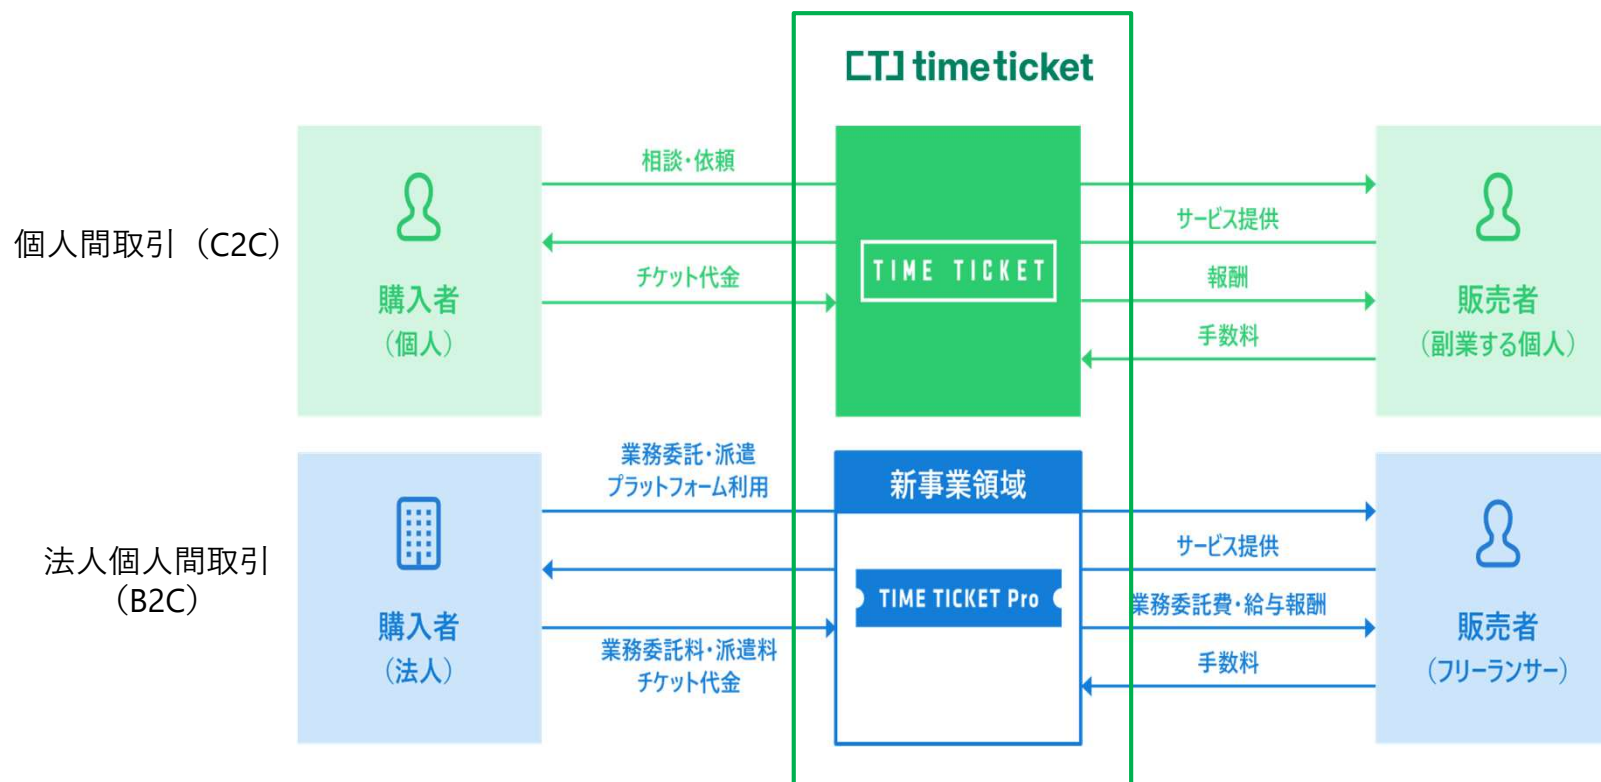 timeticket
個人間取引（C2C）
購入者
（個人）
相談・依頼
チケット代金
TIME TICKET
サービス提供
報酬
手数料
販売者
（副業する個人）
法人個人間取引
（B2C）
購入者
（法人）
業務委託・派遣
プラットフォーム利用
業務委託料・派遣料
チケット代金
新事業領域
TIME TICKET Pro
サービス提供
業務委託費・給与報酬
手数料
販売者
（フリーランサー）